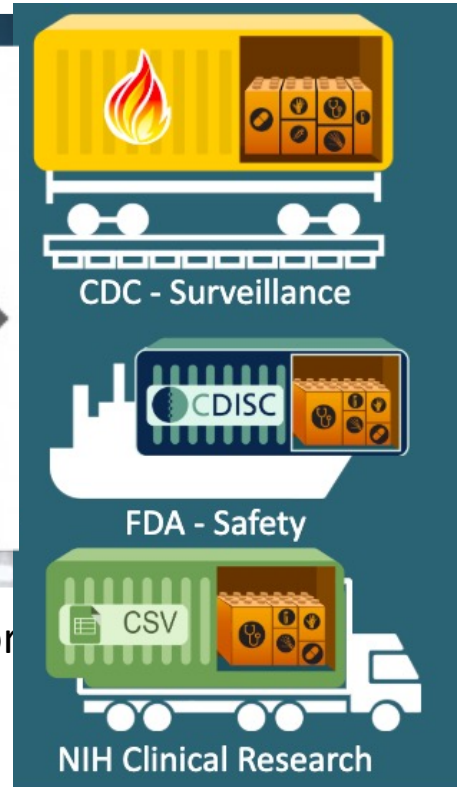 CDC - Surveillance
CDISC
FDA - Safety
CSV
NIH Clinical Research